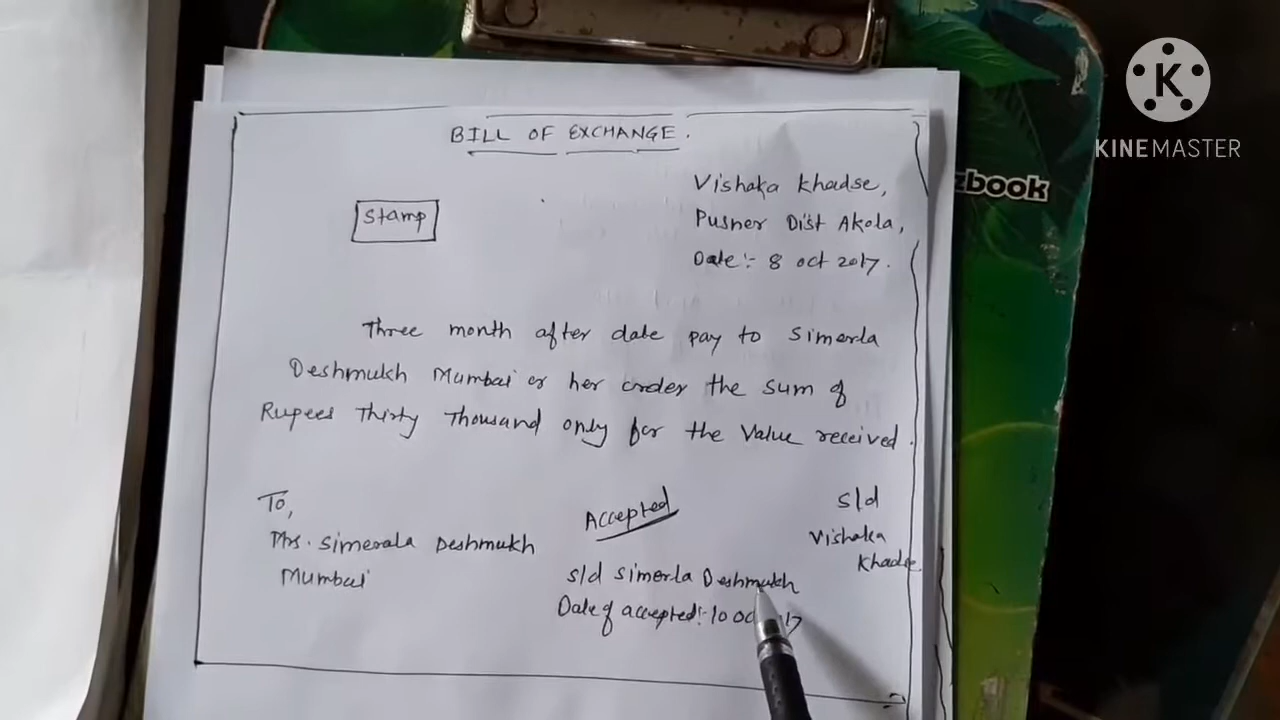 BILL OF EXCHANGE.
Stamp
Vishaka Khadse,
Pusner Dist Akola,
Date:- 8 oct 2017.
Three month after date pay to Simerla
Deshmukh Mumbai or her order the sum of
Rupees Thirty Thousand only for the Value received.
To,
Mrs. Simerala Deshmukh
Mumbai
Accepted
s/d Simerla Deshmukh
Date of accepted:- 10 oct 2017
s/d
Vishaka
Khadse
K
KINEMASTER
zbook